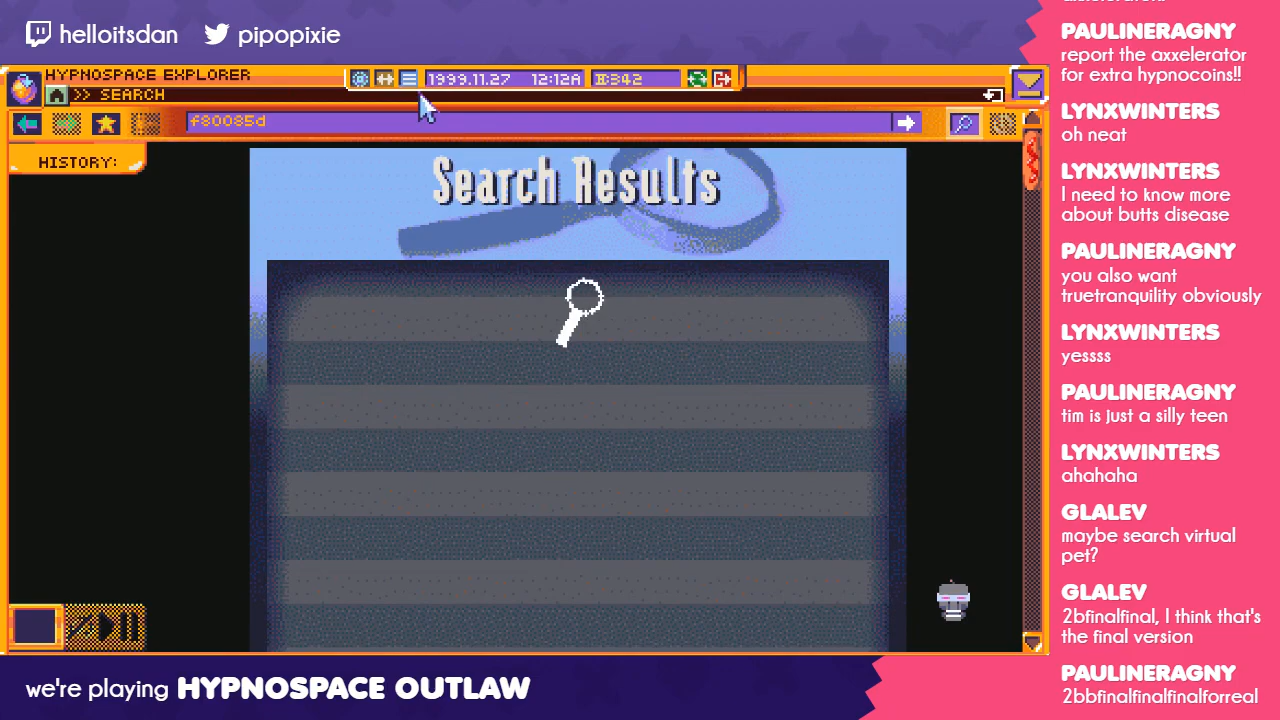 helloitsdan
pipopixie
HYPNOSPACE EXPLORER
1999.11.27 12:12A
342
>> SEARCH
f80085d
HISTORY:
Search Results
axxelerator.
PAULINERAGNY
report the axxelerator
for extra hypnocoins!!
LYNXWINTERS
oh neat
LYNXWINTERS
I need to know more
about butts disease
PAULINERAGNY
you also want
truetranquility obviously
LYNXWINTERS
yessss
PAULINERAGNY
tim is just a silly teen
LYNXWINTERS
ahahaha
GLALEV
maybe search virtual
pet?
GLALEV
2bfinalfinal, I think that's
the final version
PAULINERAGNY
2bbfinalfinalfinalforreal
we're playing HYPNOSPACE OUTLAW